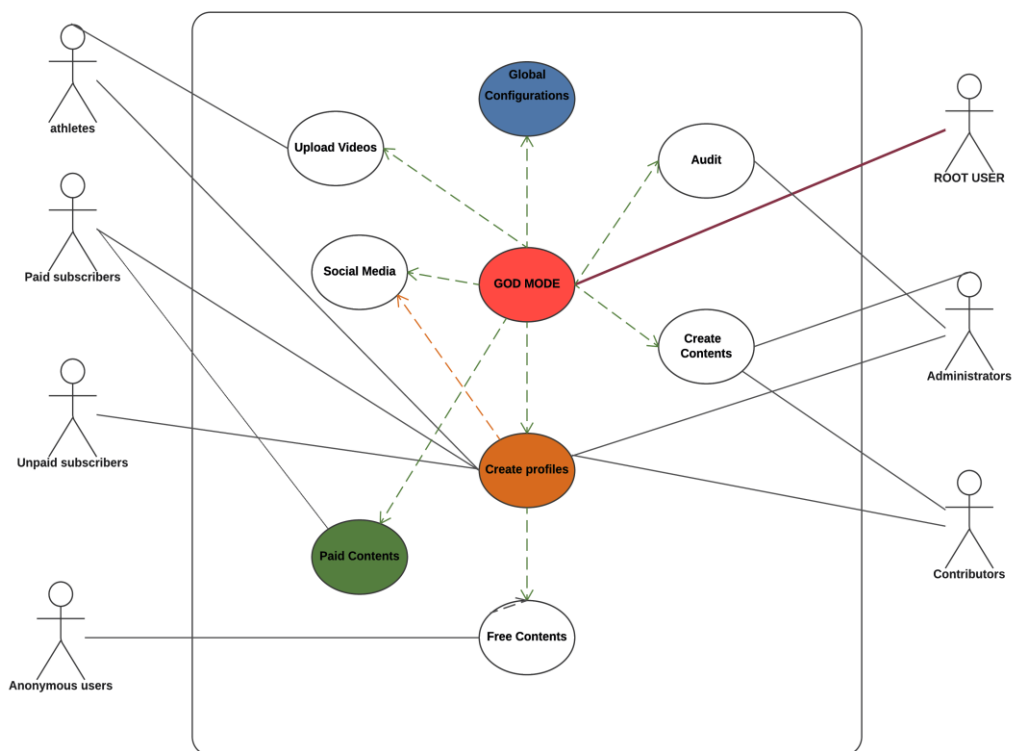 athletes
Global
Configurations
Upload Videos
Audit
ROOT USER
Paid subscribers
Social Media
GOD MODE
Create
Contents
Administrators
Unpaid subscribers
Create profiles
Paid Contents
Contributors
Free Contents
Anonymous users